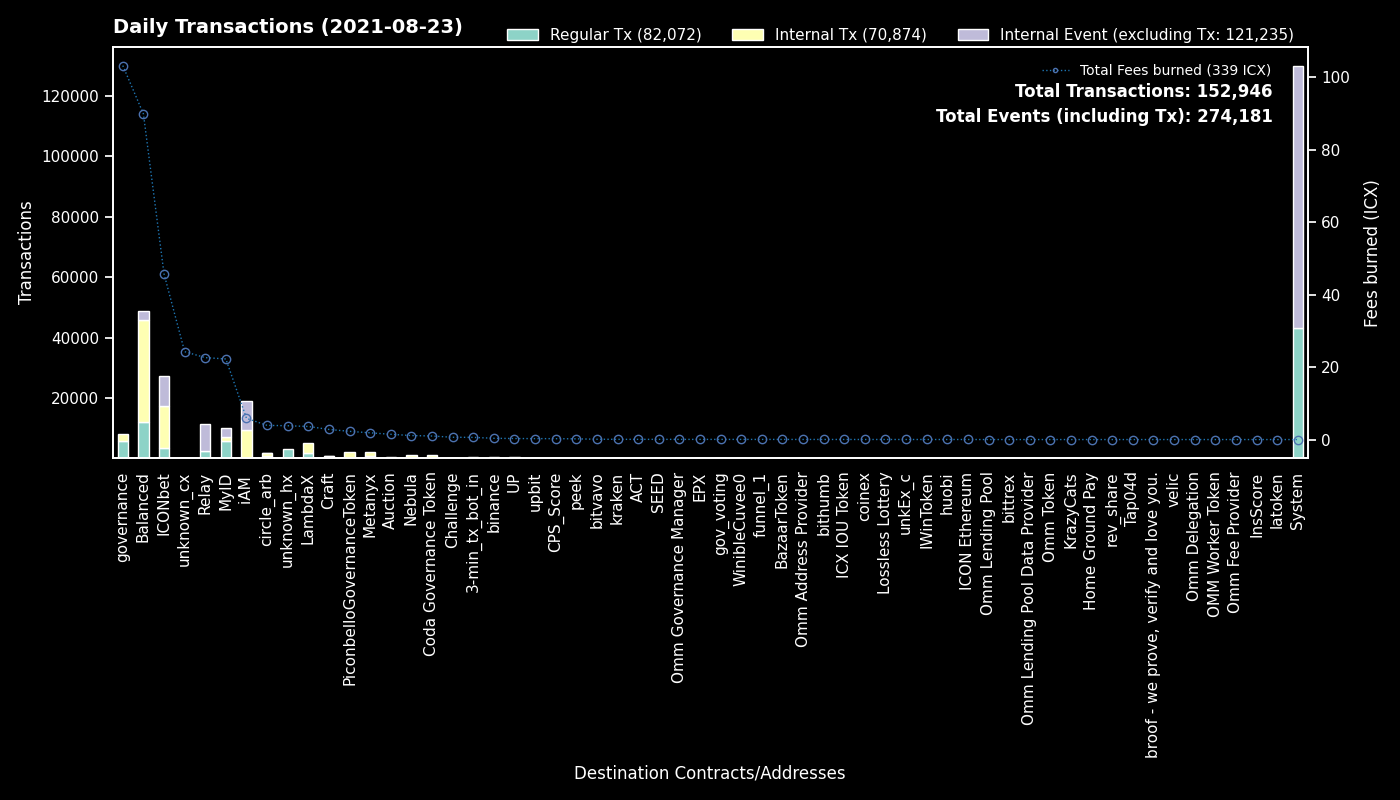 Daily Transactions (2021-08-23)
Regular Tx (82,072)
Internal Tx (70,874)
Internal Event (excluding Tx: 121,235)
Total Fees burned (339 ICX)
Total Transactions: 152,946
Total Events (including Tx): 274,181
120000
100000
80000
60000
40000
20000
Transactions
100
80
60
40
20
0
Fees burned (ICX)
governance
Balanced
ICONbet
unknown_cx
Relay
MyID
iAM
circle_arb
unknown_hx
LambdaX
Craft
PiconbelloGovernanceToken
Metanyx
Auction
Nebula
Coda Governance Token
Challenge
3-min_tx_bot_in
binance
UP
upbit
CPS_Score
peek
bitvavo
kraken
ACT
SEED
Omm Governance Manager
EPX
gov_voting
WinibleCuvee0
funnel_1
BazaarToken
Omm Address Provider
bithumb
ICX IOU Token
coinex
Lossless Lottery
unkEx_c
IWinToken
huobi
ICON Ethereum
Omm Lending Pool
bittrex
Omm Lending Pool Data Provider
Omm Token
KrazyCats
Home Ground Pay
rev_share
_Tap04d
broof - we prove, verify and love you.
velic
Omm Delegation
OMM Worker Token
Omm Fee Provider
InsScore
latoken
System
Destination Contracts/Addresses